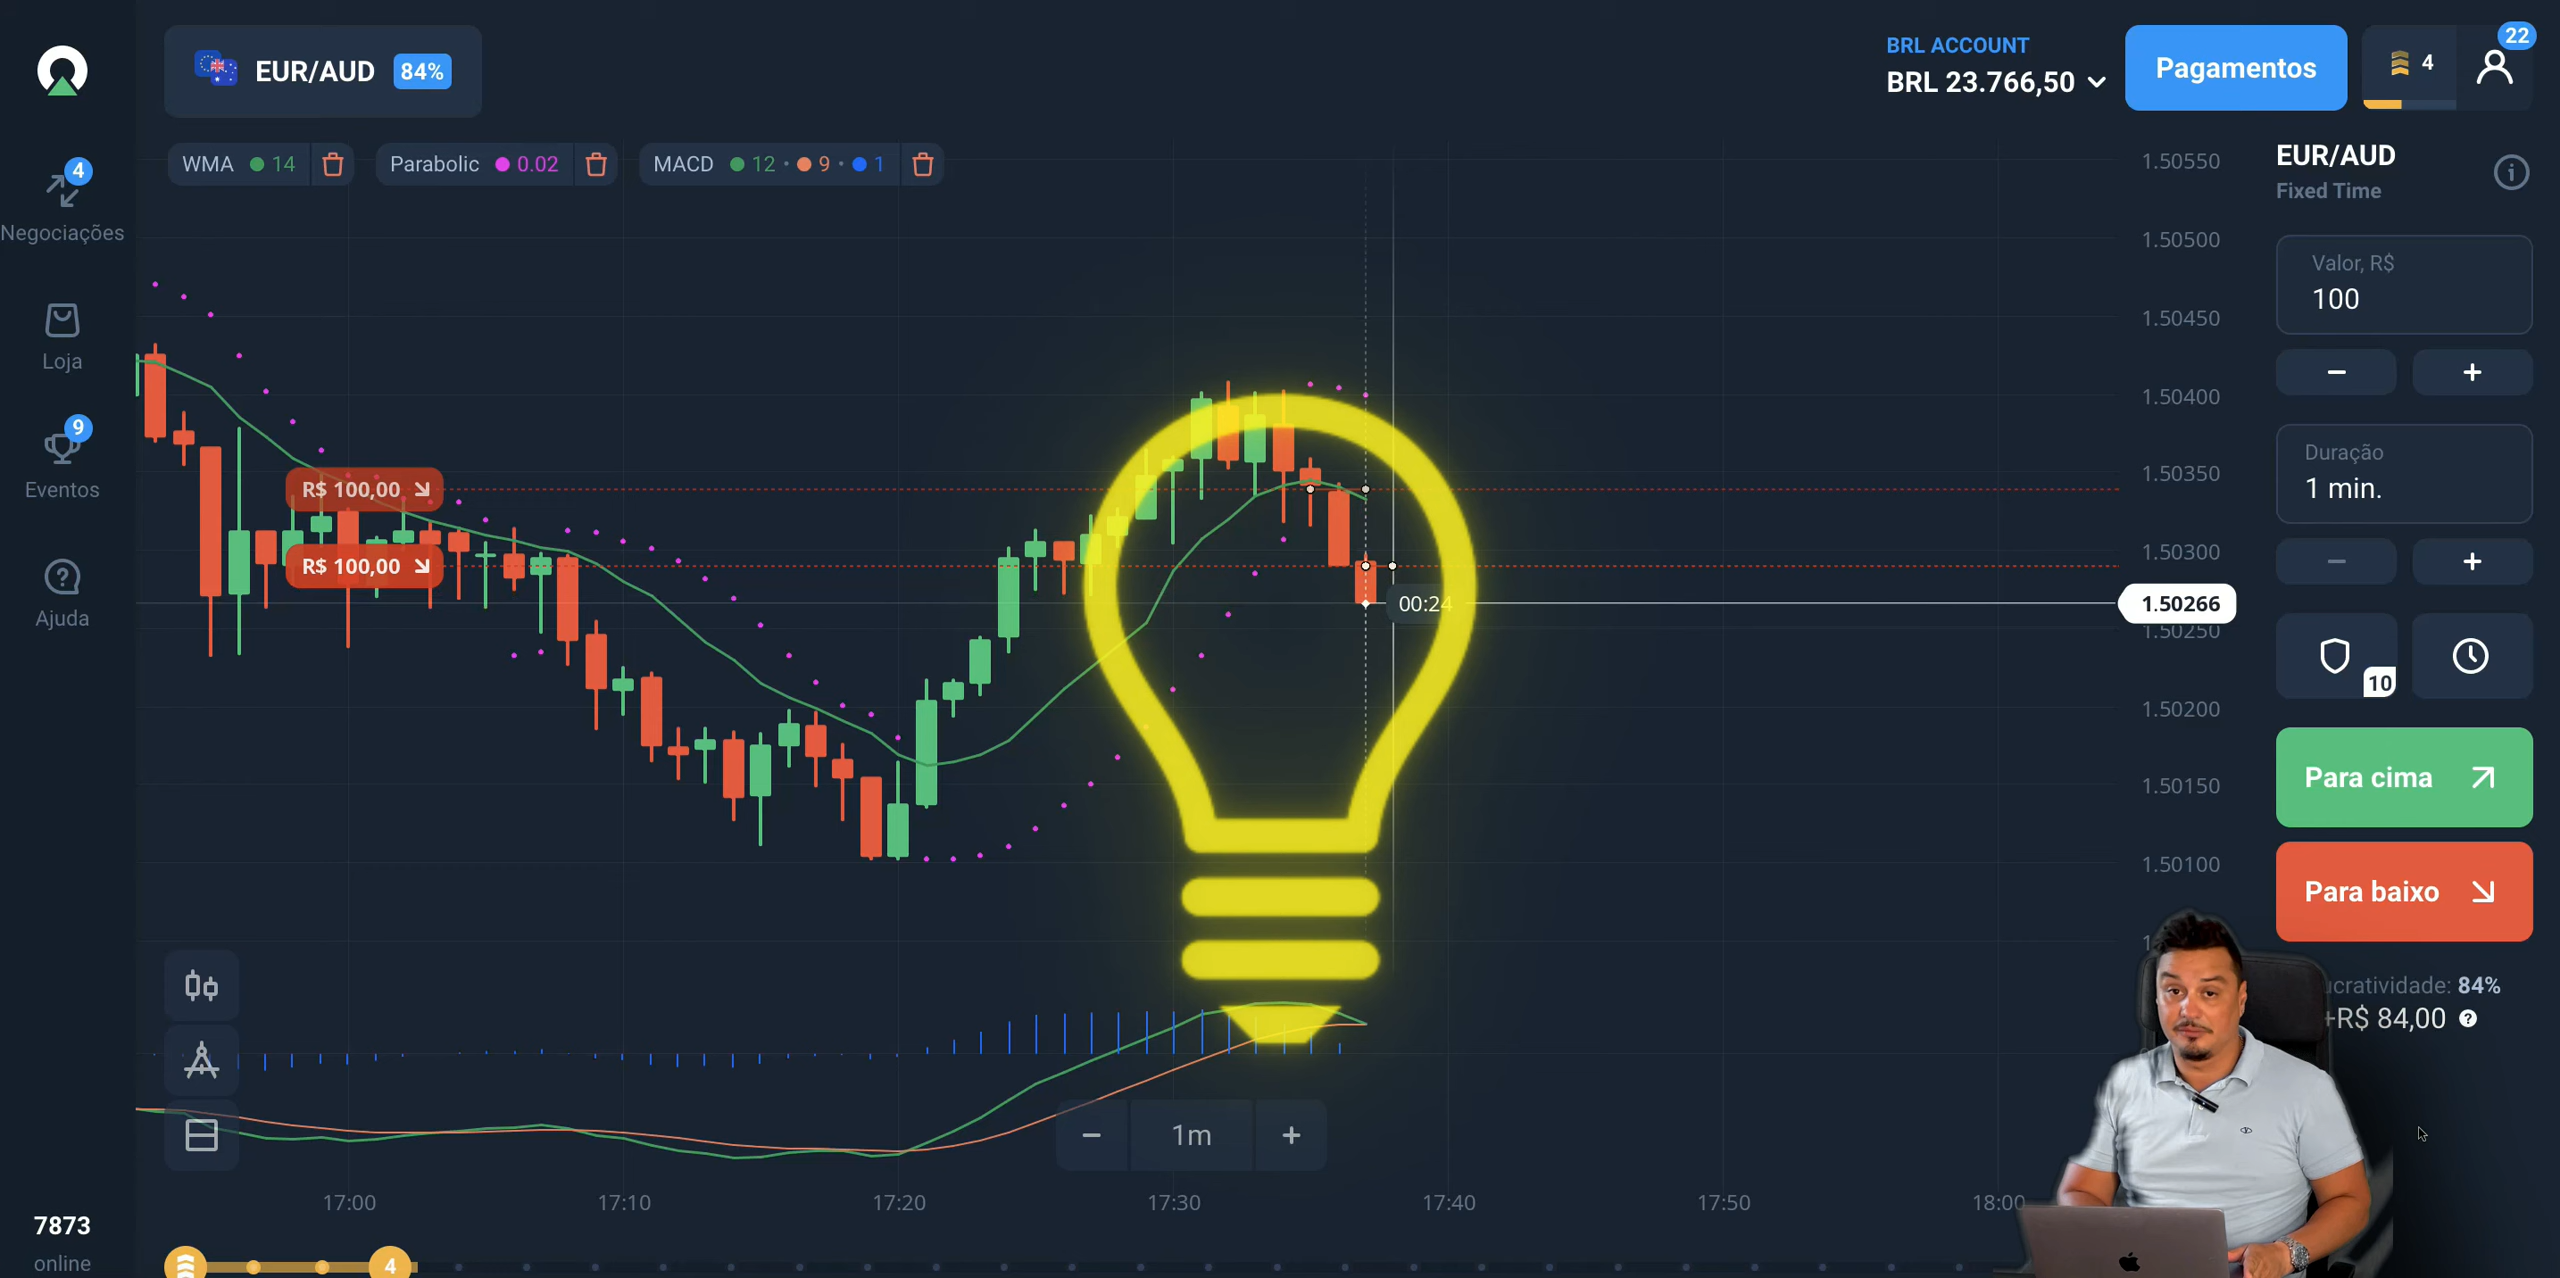 EUR/AUD 84%
BRL ACCOUNT
BRL 23.766,50
Pagamentos
4
22
4
Negociações
Loja
9
Eventos
Ajuda
7873
online
WMA 14
Parabolic 0.02
MACD 12 • 9 • 1
R$ 100,00
R$ 100,00
00:24
1.50550
1.50500
1.50450
1.50400
1.50350
1.50300
1.50266
1.50250
1.50200
1.50150
1.50100
EUR/AUD
Fixed Time
Valor, R$
100
Duração
1 min.
10
Para cima
Para baixo
ucratividade: 84%
+R$ 84,00
1m
17:00 17:10 17:20 17:30 17:40 17:50 18:00
4